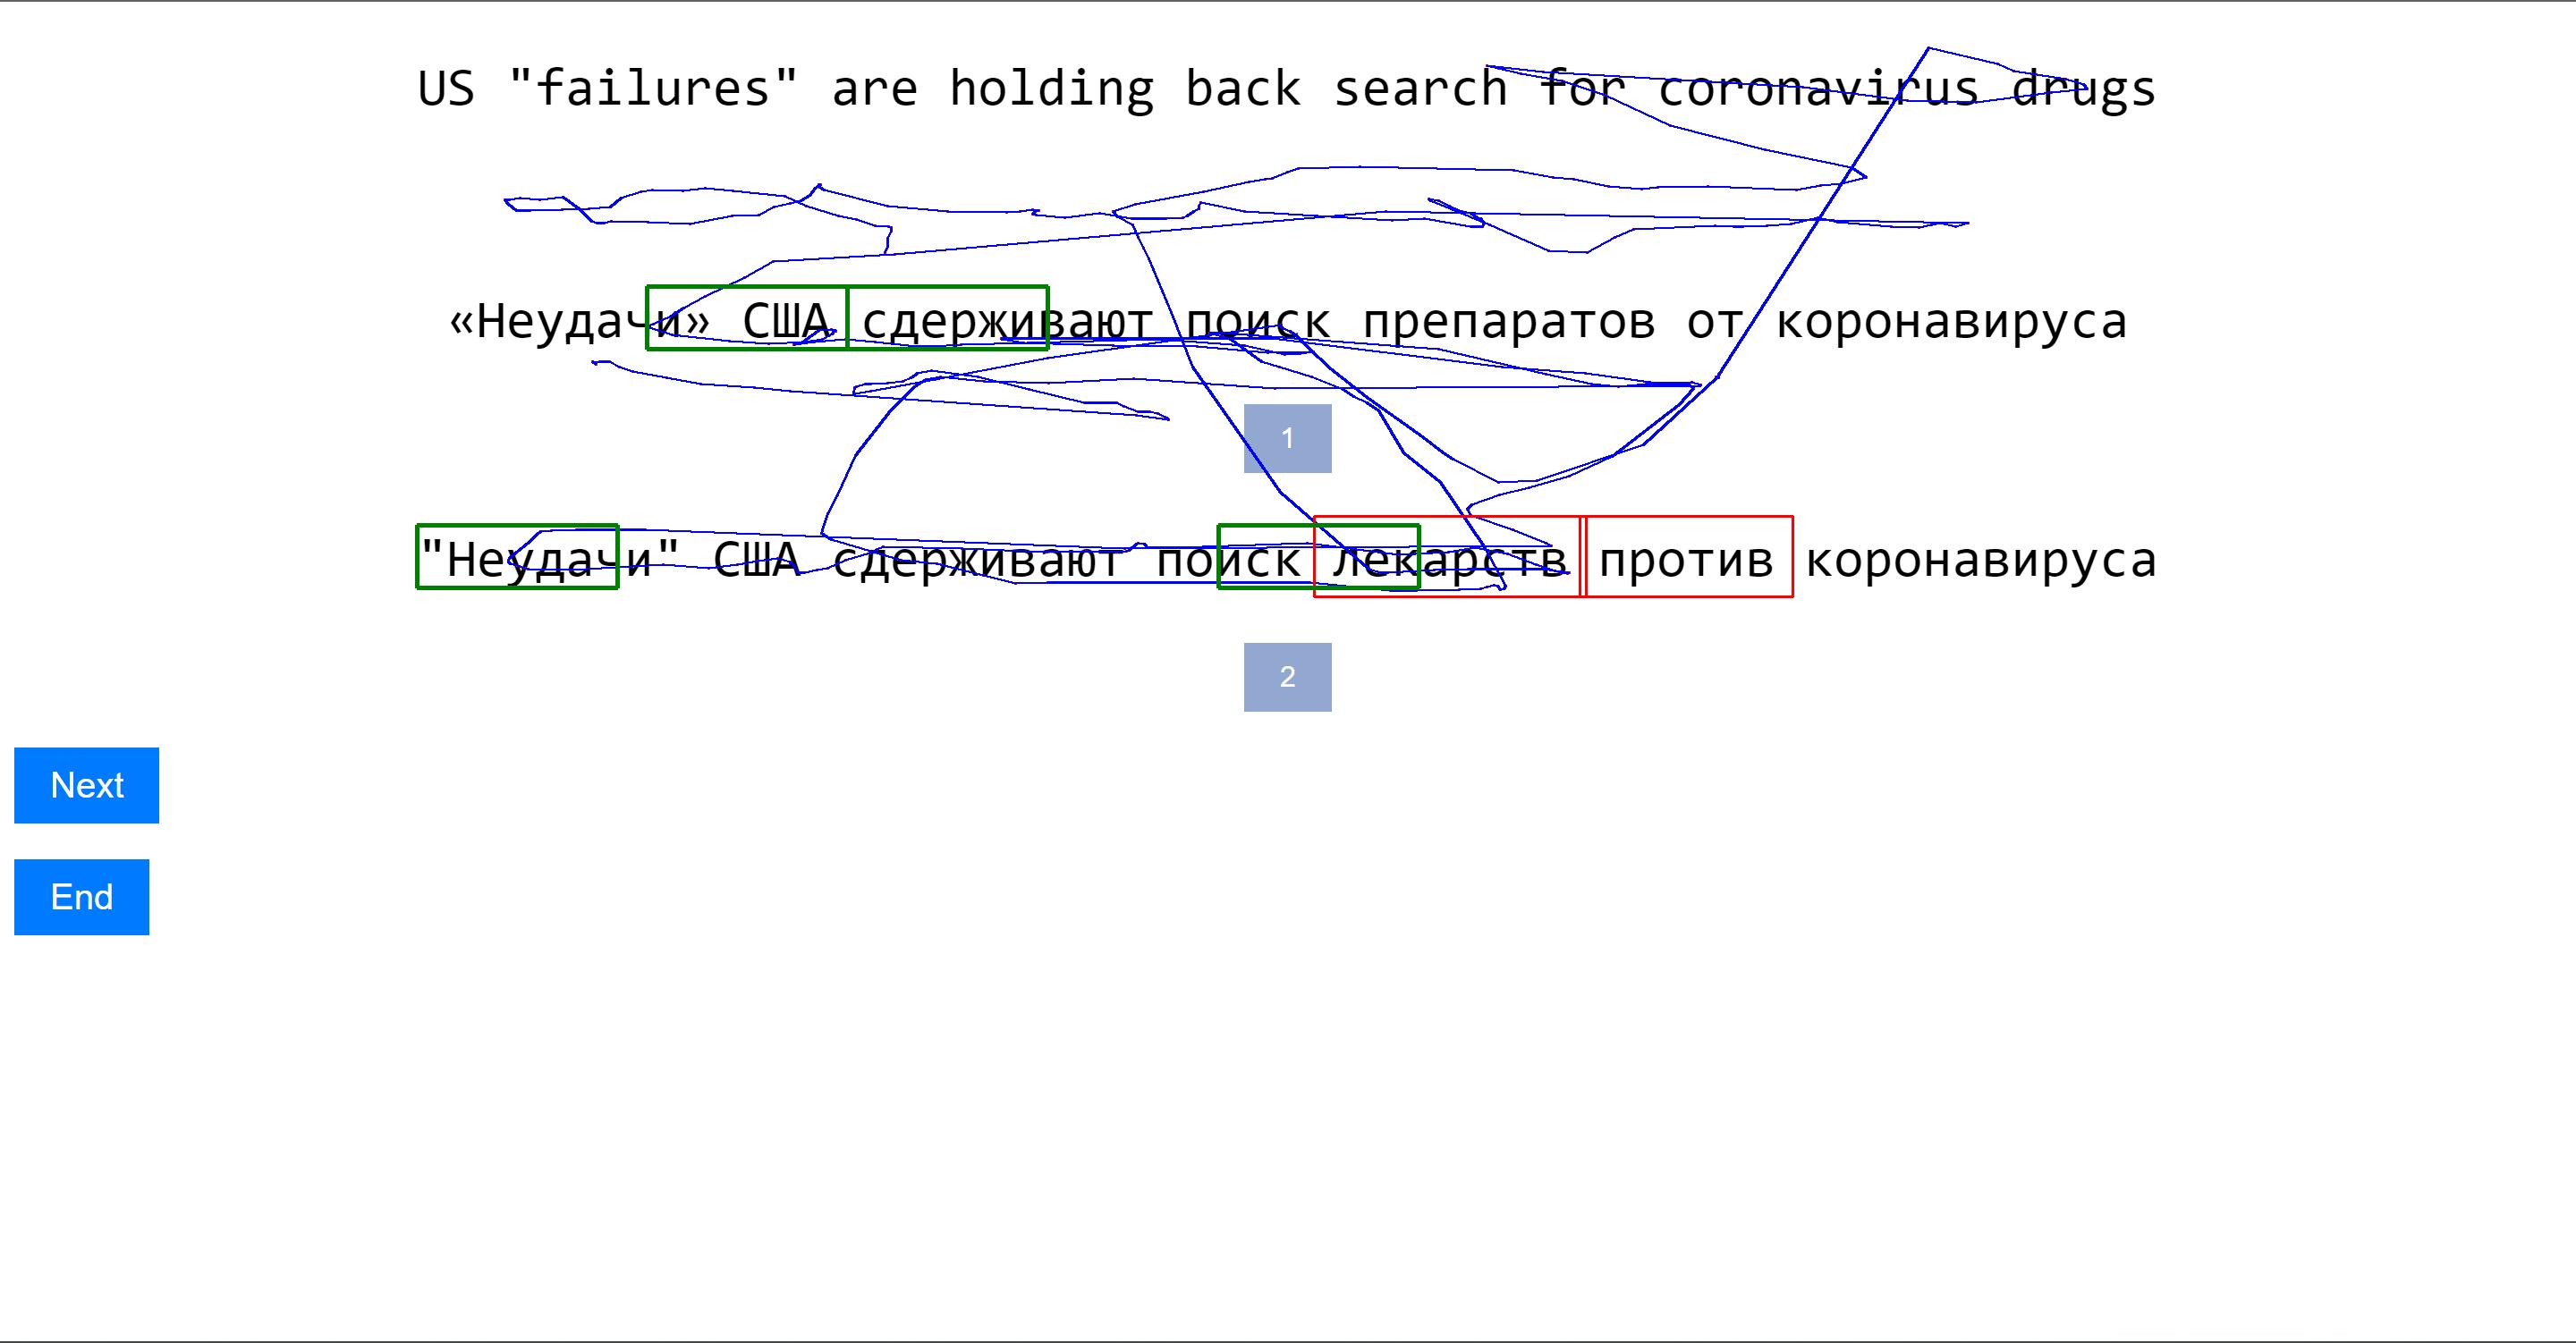 US "failures" are holding back search for coronavirus drugs
«Неудачи» США сдерживают поиск препаратов от коронавируса
1
"Неудачи" США сдерживают поиск лекарств против коронавируса
2
Next
End